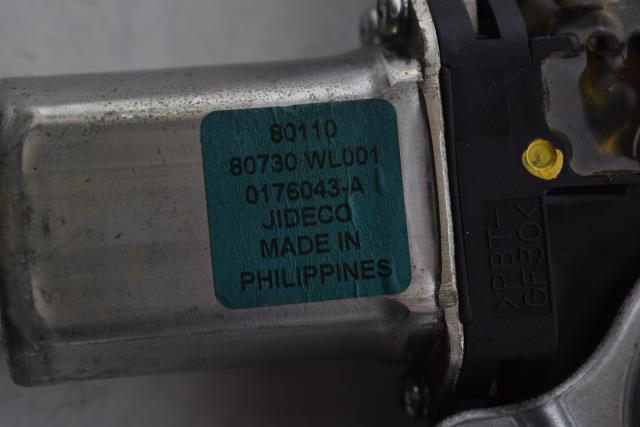 80110
80730 WL001
0176043-A
JIDECO
MADE IN
PHILIPPINES
>PBT-
GF30<